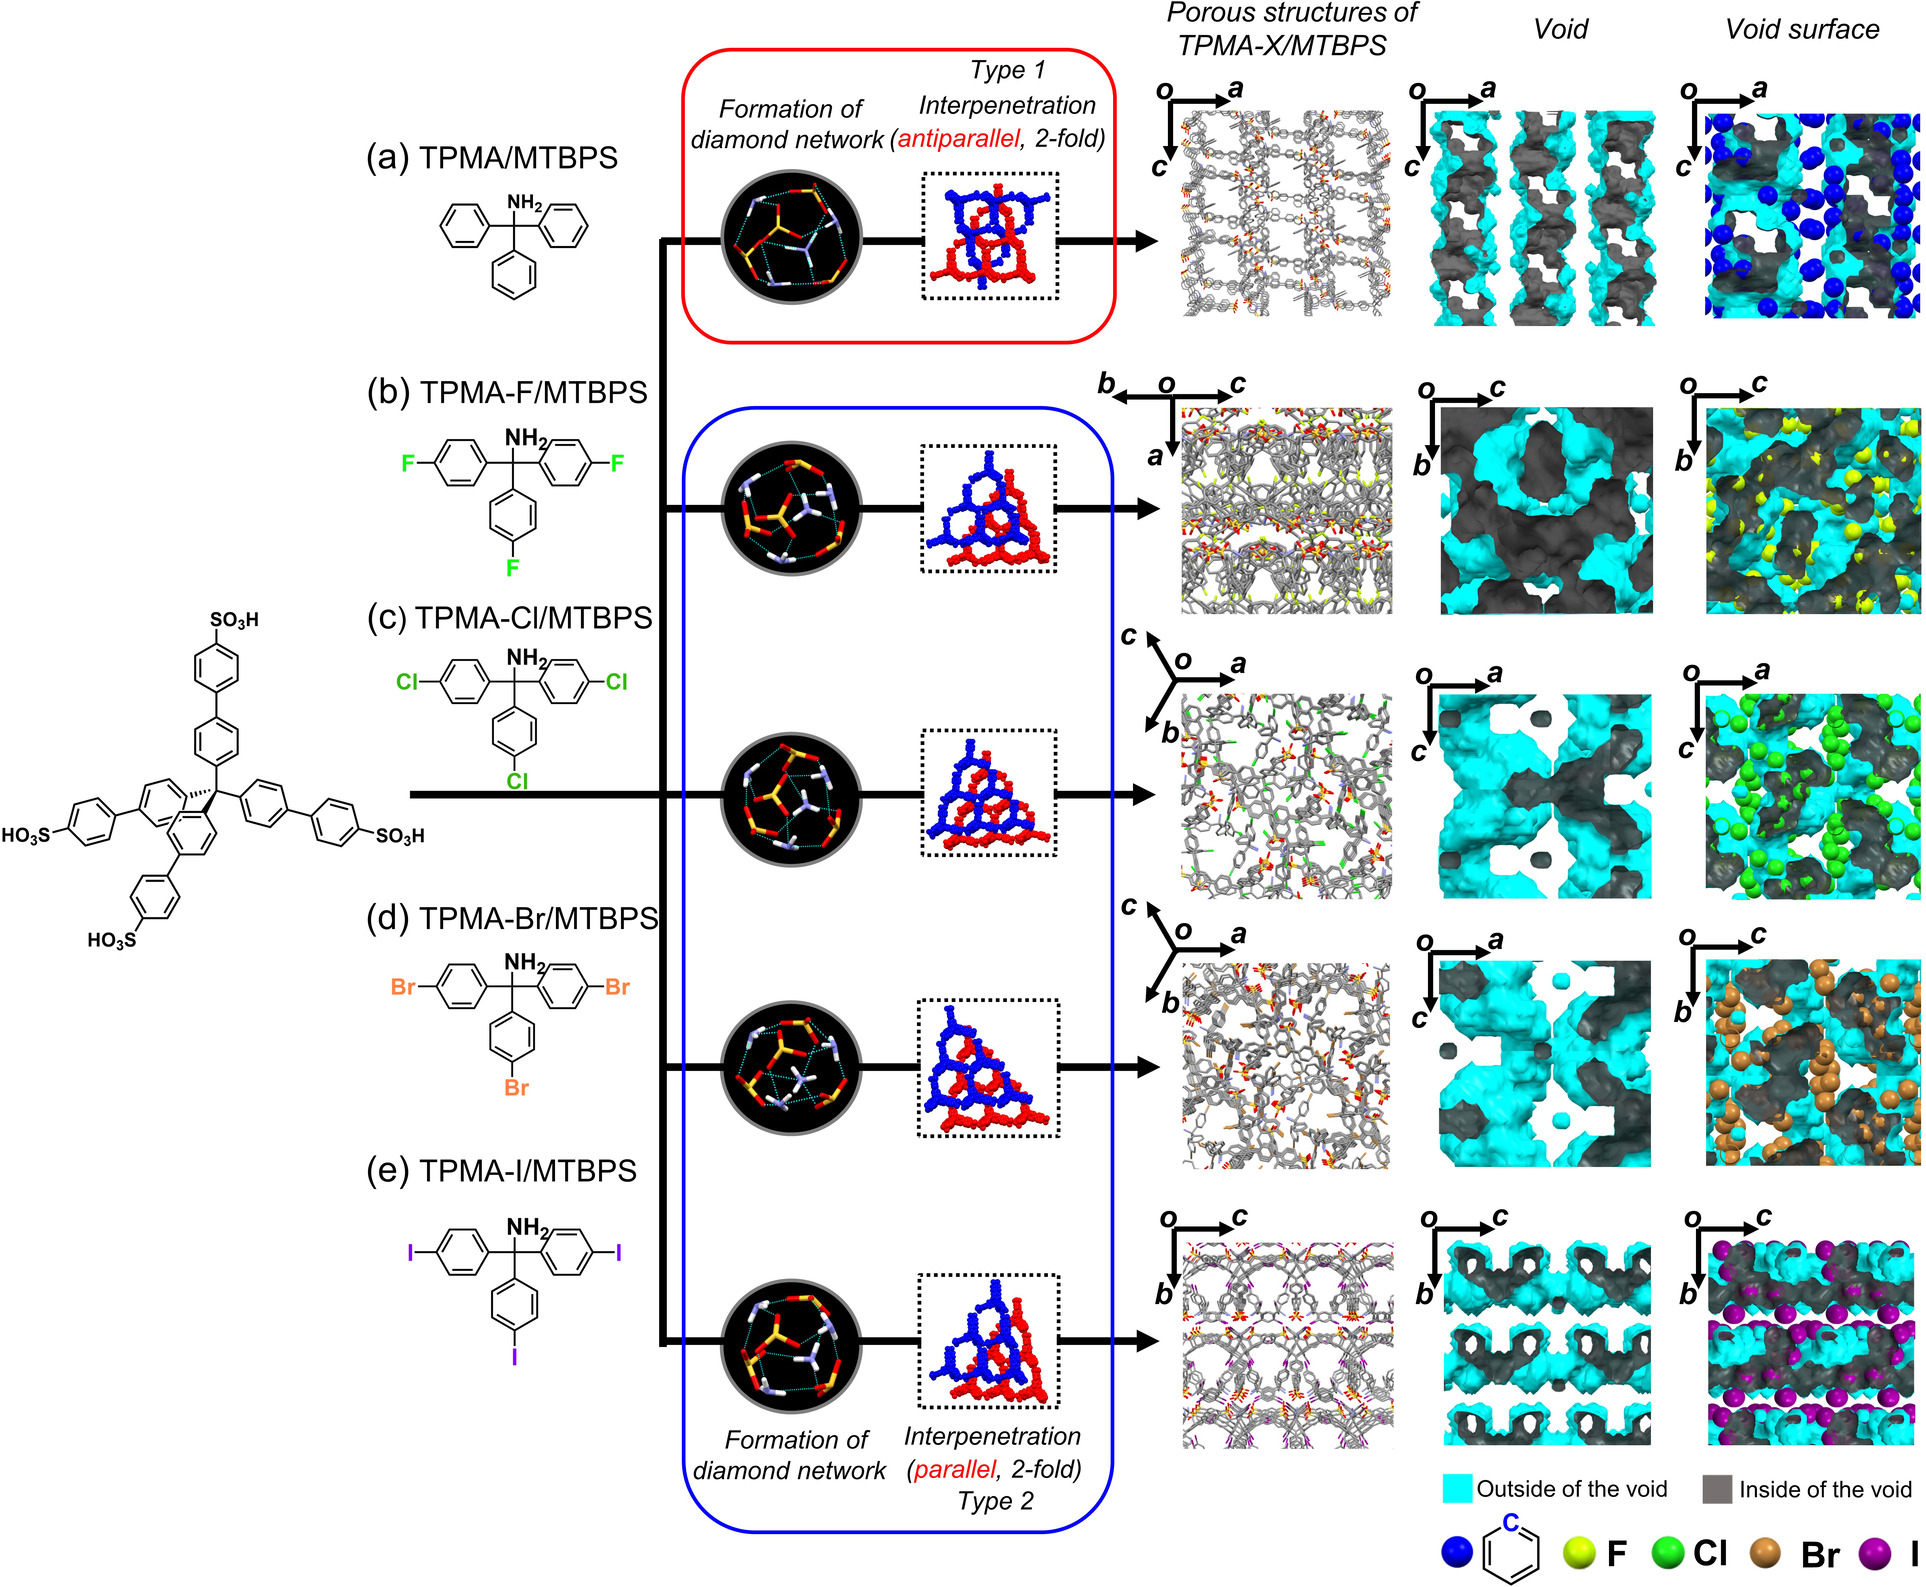 Porous structures of
TPMA-X/MTBPS
Void
Void surface
Type 1
Formation of
diamond network
Interpenetration
(antiparallel, 2-fold)
(a) TPMA/MTBPS
NH2
o a
c
o a
c
o a
c
(b) TPMA-F/MTBPS
NH2
F
F
F
b o c
a
o c
b
o c
b
(c) TPMA-Cl/MTBPS
NH2
Cl
Cl
Cl
c
o a
b
o a
c
o a
c
SO3H
HO3S
SO3H
HO3S
(d) TPMA-Br/MTBPS
NH2
Br
Br
Br
c
o a
b
o a
c
o c
b
(e) TPMA-I/MTBPS
NH2
I
I
I
o c
b
o c
b
o c
b
Formation of
diamond network
Interpenetration
(parallel, 2-fold)
Type 2
Outside of the void
Inside of the void
C
F
Cl
Br
I